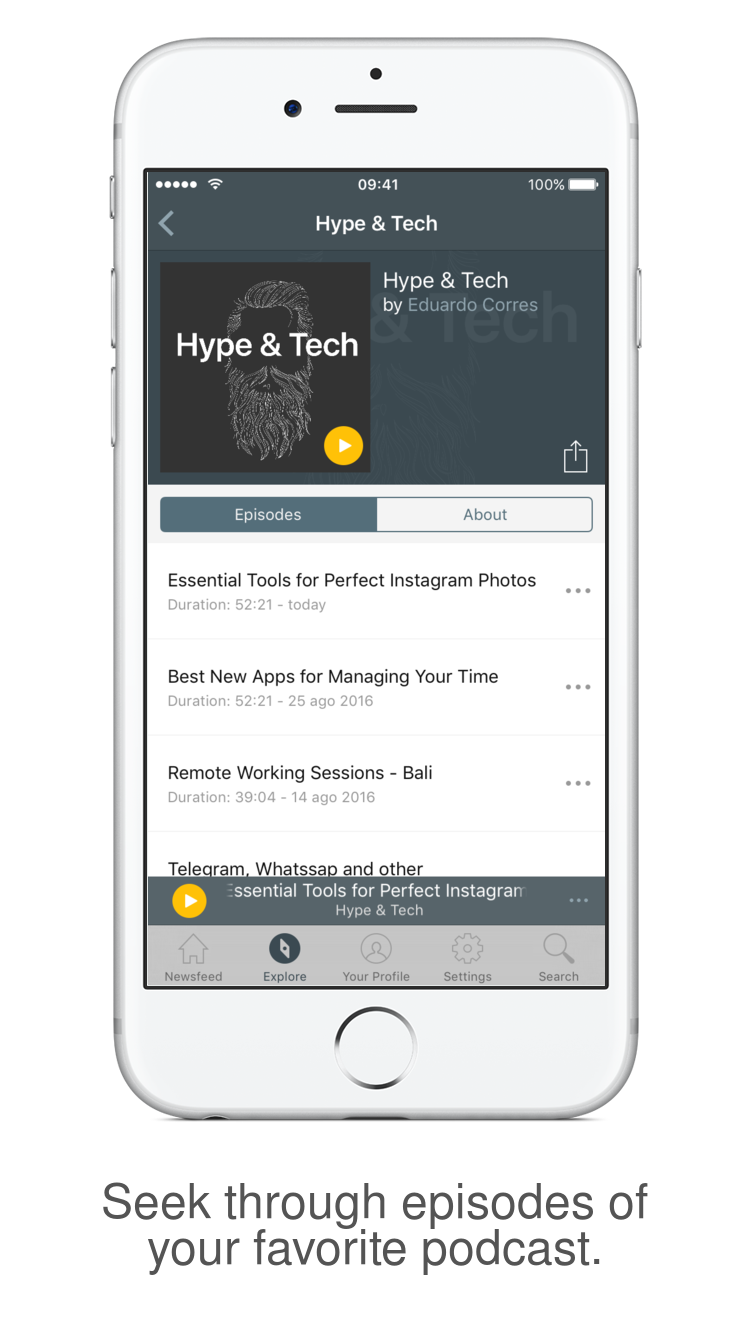 09:41
100%
Hype & Tech
Hype & Tech
Hype & Tech
by Eduardo Corres
& Tech
Episodes
About
Essential Tools for Perfect Instagram Photos
Duration: 52:21 - today
Best New Apps for Managing Your Time
Duration: 52:21 - 25 ago 2016
Remote Working Sessions - Bali
Duration: 39:04 - 14 ago 2016
Telegram, Whatssap and other
Essential Tools for Perfect Instagram
Hype & Tech
Newsfeed
Explore
Your Profile
Settings
Search
Seek through episodes of
your favorite podcast.